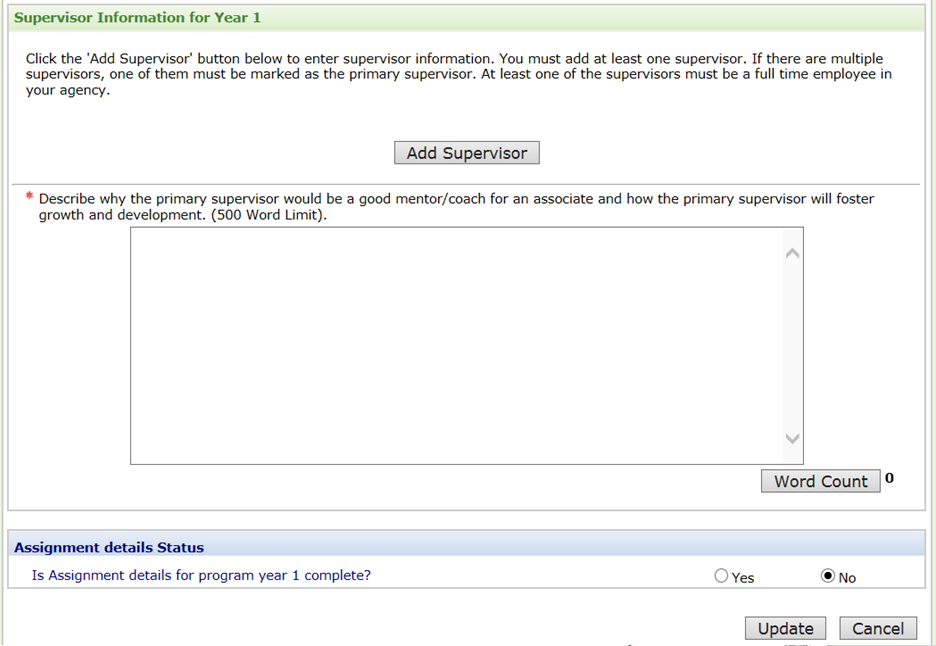 Supervisor Information for Year 1
Click the 'Add Supervisor' button below to enter supervisor information. You must add at least one supervisor. If there are multiple
supervisors, one of them must be marked as the primary supervisor. At least one of the supervisors must be a full time employee in
your agency.
Add Supervisor
* Describe why the primary supervisor would be a good mentor/coach for an associate and how the primary supervisor will foster
growth and development. (500 Word Limit).
Word Count 0
Assignment details Status
Is Assignment details for program year 1 complete? Yes No
Update Cancel